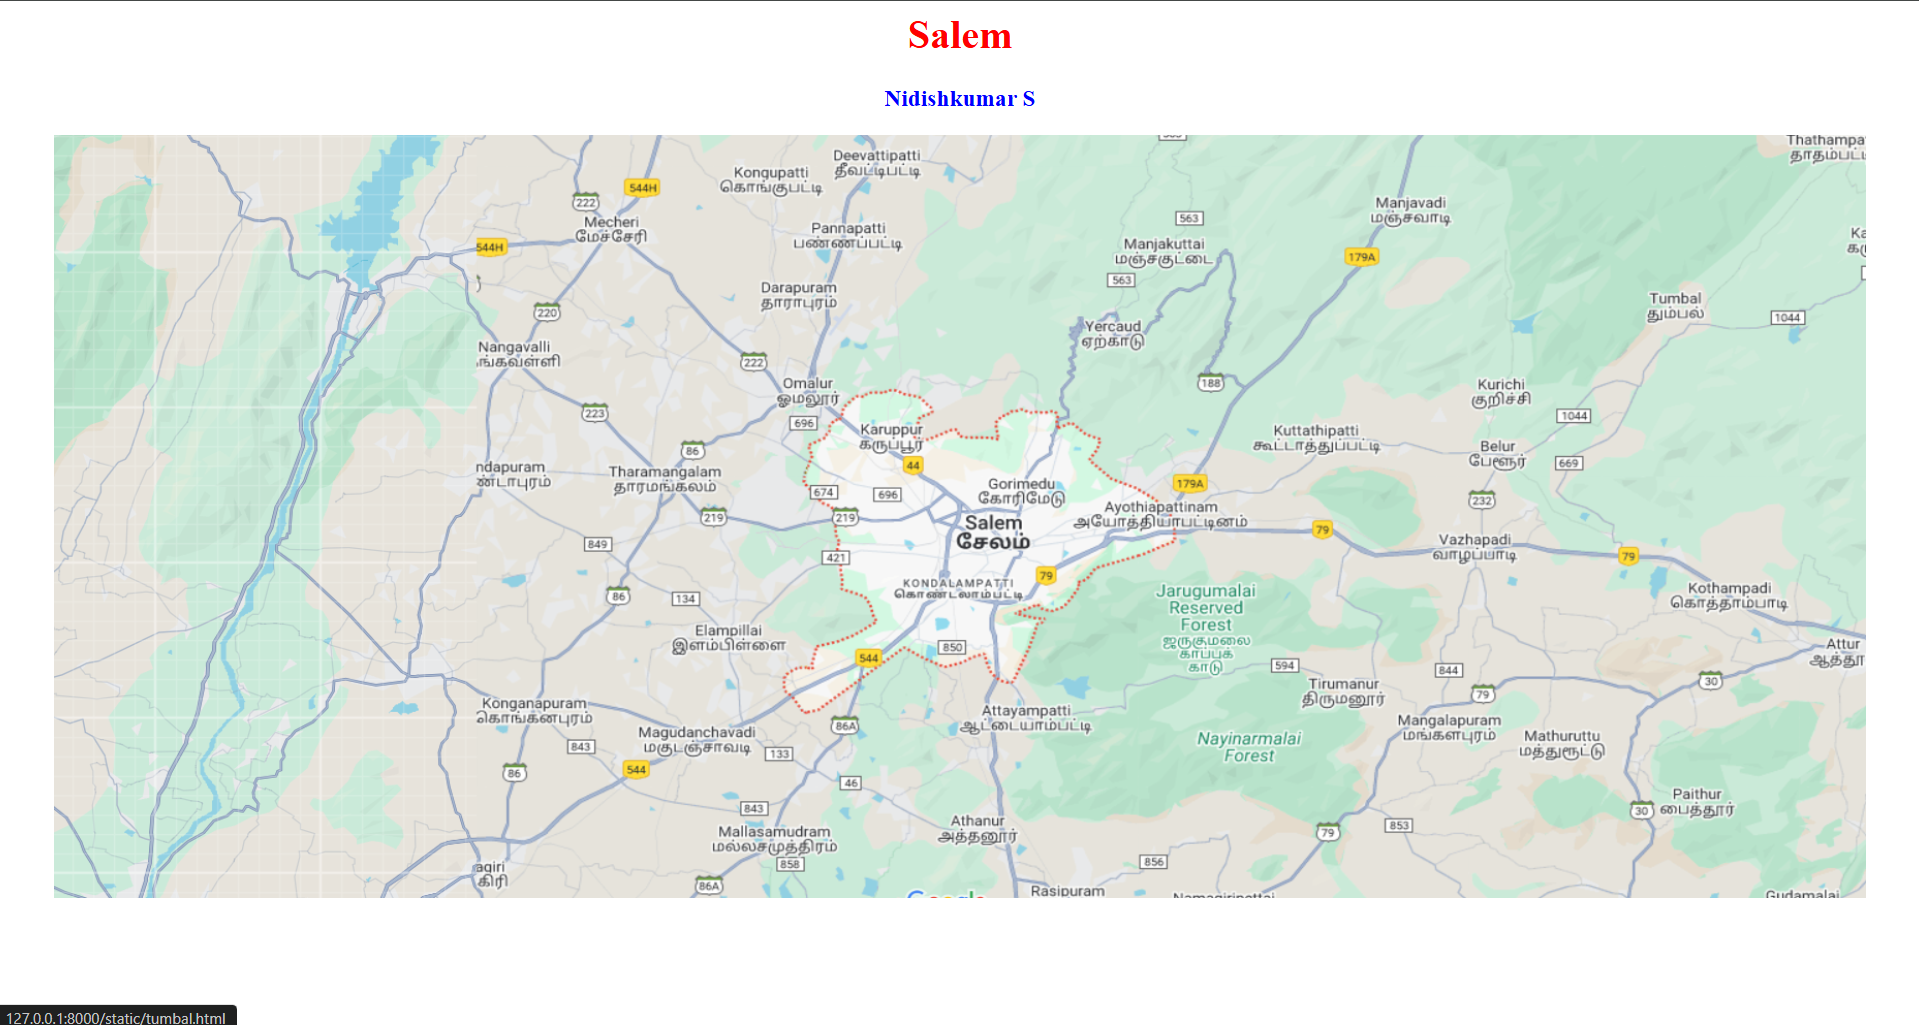 Salem
Nidishkumar S
Deevattipatti
தீவட்டிபட்டி
Kongupatti
கொங்குபட்டி
544H
222
Mecheri
மேச்சேரி
544H
Pannapatti
பண்ணப்பட்டி
563
Manjakuttai
மஞ்சகுட்டை
563
Manjavadi
மஞ்சவாடி
179A
Thathampa
தாதம்பட்
Darapuram
தாராபுரம்
220
Nangavalli
ங்கவள்ளி
222
Yercaud
ஏற்காடு
Tumbal
தும்பல்
1044
Omalur
ஓமலூர்
188
Kurichi
குறிச்சி
1044
223
696
Karuppur
கருப்பூர்
44
86
Kuttathipatti
கூட்டாத்துப்பட்டி
Belur
பேளூர்
669
ndapuram
ண்டாபுரம்
Tharamangalam
தாரமங்கலம்
674
696
Gorimedu
கோரிமேடு
179A
232
219
219
Salem
சேலம்
Ayothiapattinam
அயோத்தியாபட்டினம்
79
849
421
Vazhapadi
வாழப்பாடி
79
86
134
KONDALAMPATTI
கொண்டலாம்பட்டி
79
Jarugumalai
Reserved
Forest
ஜருகுமலை
காப்புக்
காடு
Kothampadi
கொத்தாம்பாடி
Elampillai
இளம்பிள்ளை
544
850
594
844
Attur
ஆத்தூ
Tirumanur
திருமனூர்
79
30
Konganapuram
கொங்கனபுரம்
86A
Attayampatti
ஆட்டையாம்பட்டி
Mangalapuram
மங்களபுரம்
Magudanchavadi
மகுடஞ்சாவடி
843
133
Nayinarmalai
Forest
Mathuruttu
மத்தூரூட்டு
86
544
46
843
Paithur
பைத்தூர்
30
Mallasamudram
மல்லசமுத்திரம்
858
Athanur
அத்தனூர்
79
853
856
agiri
கிரி
86A
Rasipuram
Namagiripettai
Gudamalai
127.0.0.1:8000/static/tumbal.html